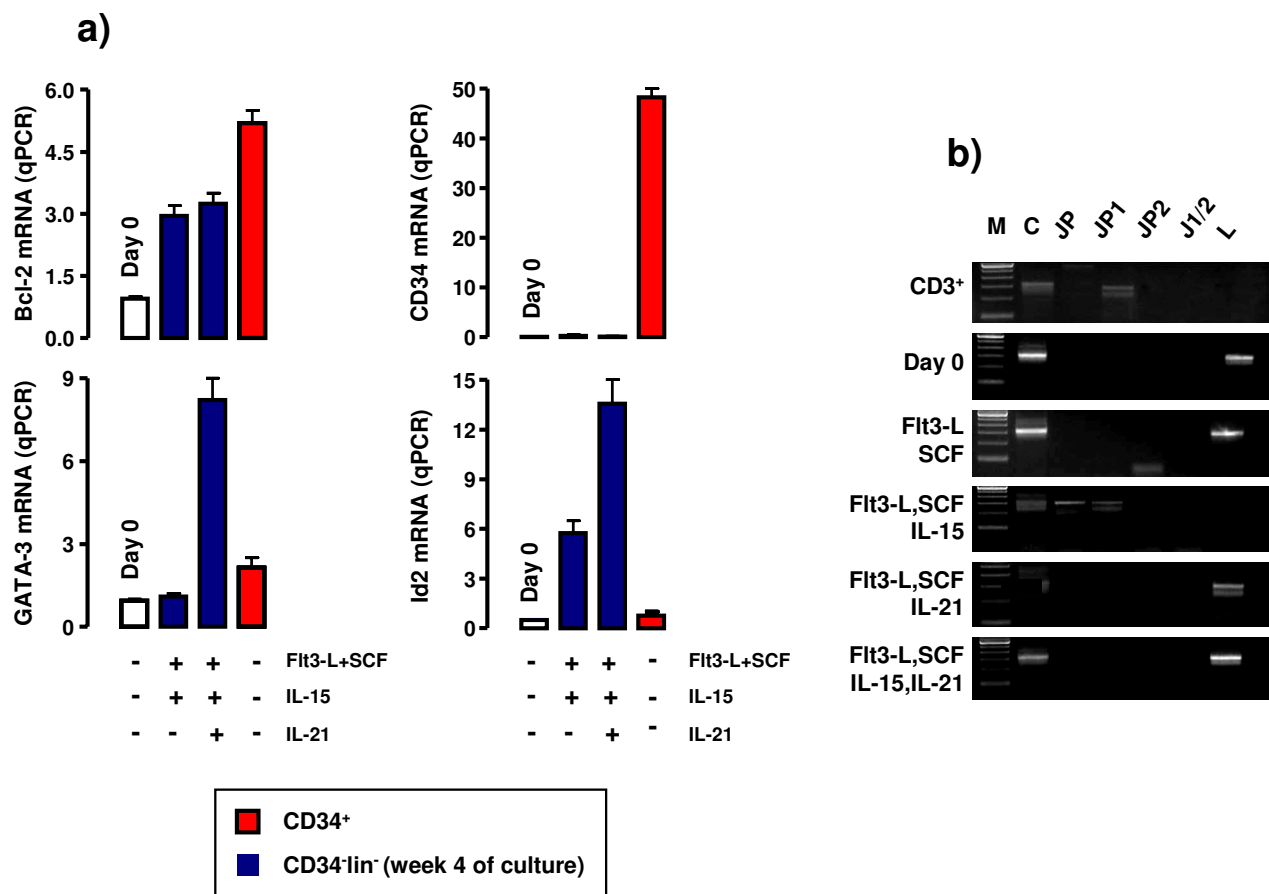 a)
Bcl-2 mRNA (qPCR)
6.0
4.5
3.0
1.5
0.0
Day 0
CD34 mRNA (qPCR)
50
40
30
20
10
0
Day 0
GATA-3 mRNA (qPCR)
9
6
3
0
Day 0
Id2 mRNA (qPCR)
15
12
9
6
3
0
Day 0
- + + - Flt3-L+SCF
- + + - IL-15
- - + - IL-21
- + + - Flt3-L+SCF
- + + - IL-15
- - + - IL-21
CD34⁺
CD34⁻lin⁻ (week 4 of culture)
b)
M C JP JP1 JP2 J1/2 L
CD3⁺
Day 0
Flt3-L
SCF
Flt3-L,SCF
IL-15
Flt3-L,SCF
IL-21
Flt3-L,SCF
IL-15,IL-21